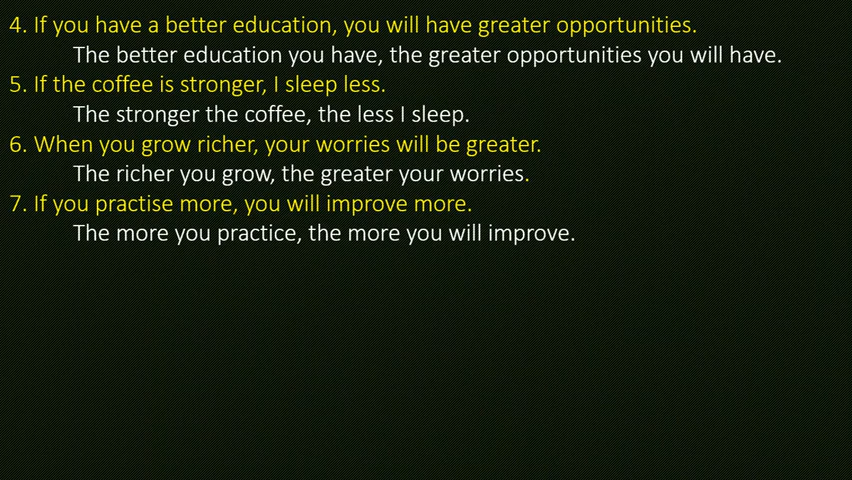 4. If you have a better education, you will have greater opportunities.
The better education you have, the greater opportunities you will have.
5. If the coffee is stronger, I sleep less.
The stronger the coffee, the less I sleep.
6. When you grow richer, your worries will be greater.
The richer you grow, the greater your worries.
7. If you practise more, you will improve more.
The more you practice, the more you will improve.